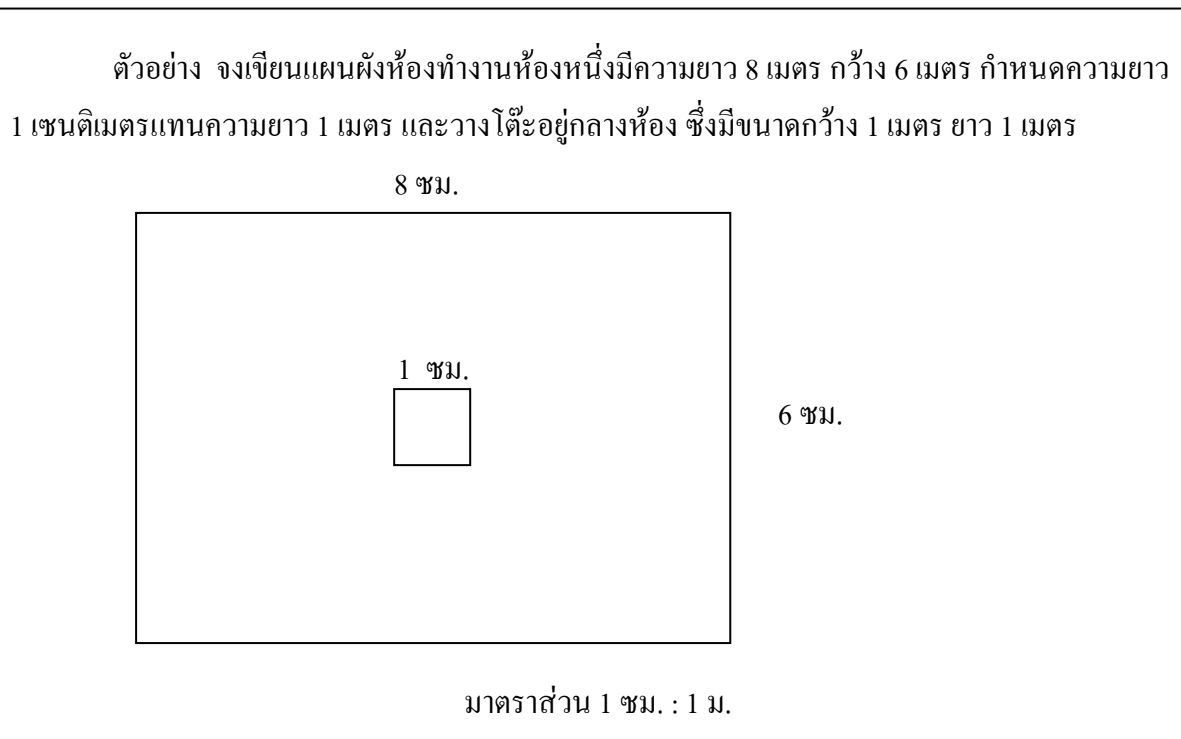 ตัวอย่าง จงเขียนแผนผังห้องทำงานห้องหนึ่งมีความยาว 8 เมตร กว้าง 6 เมตร กำหนดความยาว
1 เซนติเมตรแทนความยาว 1 เมตร และวางโต๊ะอยู่กลางห้อง ซึ่งมีขนาดกว้าง 1 เมตร ยาว 1 เมตร
8 ซม.
1 ซม.
6 ซม.
มาตราส่วน 1 ซม. : 1 ม.